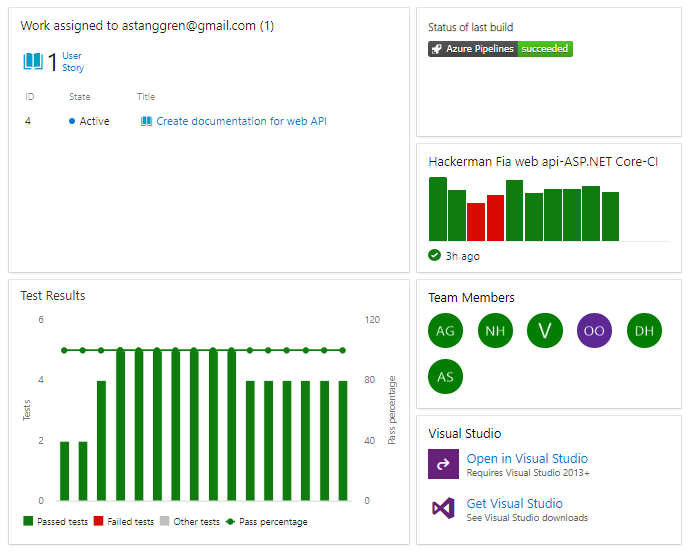 Work assigned to astanggren@gmail.com (1)
1 User
Story
ID State Title
4 Active Create documentation for web API
Status of last build
Azure Pipelines succeeded
Hackerman Fia web api-ASP.NET Core-CI
3h ago
Test Results
6 120
4 80
2 40
0 0
Tests
Pass percentage
Passed tests Failed tests Other tests Pass percentage
Team Members
AG NH V OO DH
AS
Visual Studio
Open in Visual Studio
Requires Visual Studio 2013+
Get Visual Studio
See Visual Studio downloads